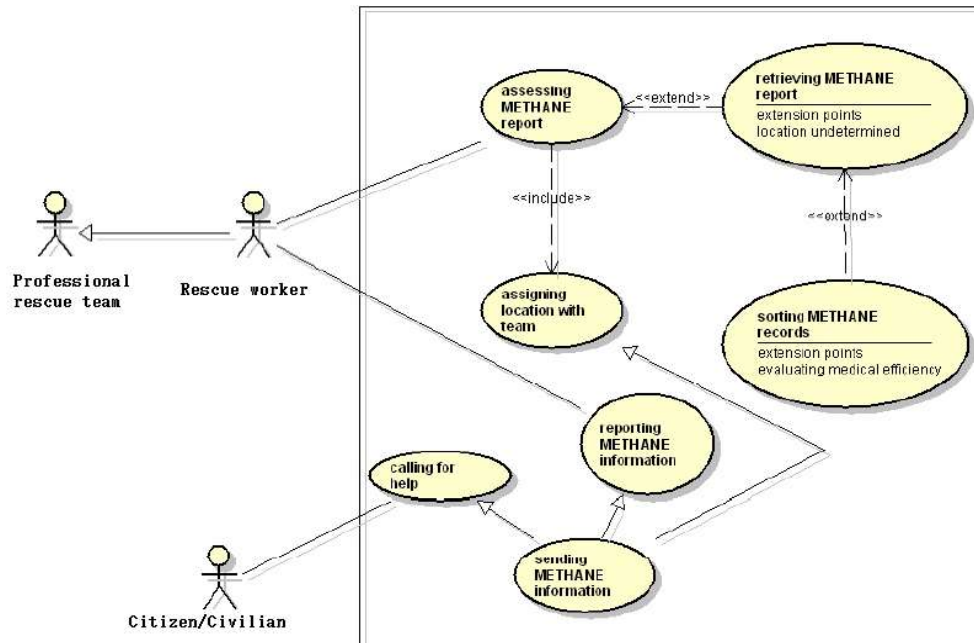 assessing
METHANE
report
<<extend>>
retrieving METHANE
report
extension points
location undetermined
<<include>>
<<extend>>
Professional
rescue team
Rescue worker
assigning
location with
team
sorting METHANE
records
extension points
evaluating medical efficiency
reporting
METHANE
information
calling for
help
sending
METHANE
information
Citizen/Civilian